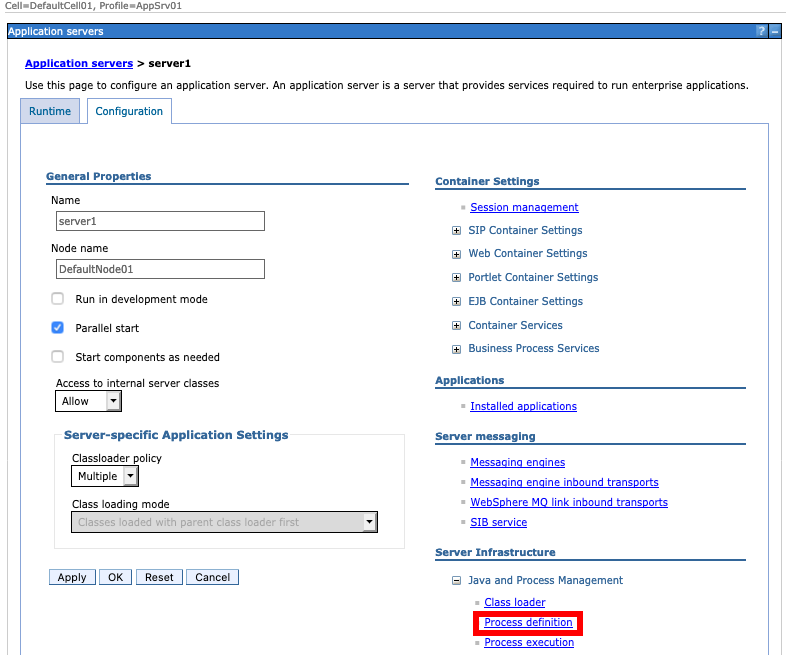 Cell=DefaultCell01, Profile=AppSrv01
Application servers
? –
Application servers > server1
Use this page to configure an application server. An application server is a server that provides services required to run enterprise applications.
Runtime
Configuration
General Properties
Name
server1
Node name
DefaultNode01
Run in development mode
Parallel start
Start components as needed
Access to internal server classes
Allow
Server-specific Application Settings
Classloader policy
Multiple
Class loading mode
Classes loaded with parent class loader first
Apply
OK
Reset
Cancel
Container Settings
Session management
SIP Container Settings
Web Container Settings
Portlet Container Settings
EJB Container Settings
Container Services
Business Process Services
Applications
Installed applications
Server messaging
Messaging engines
Messaging engine inbound transports
WebSphere MQ link inbound transports
SIB service
Server Infrastructure
Java and Process Management
Class loader
Process definition
Process execution